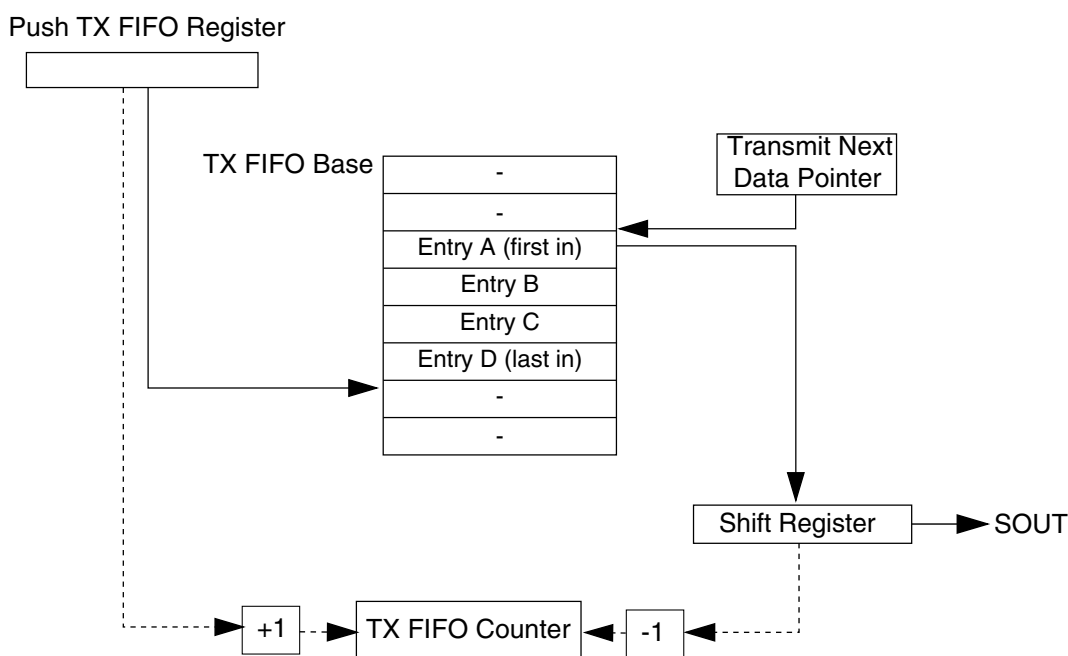 Push TX FIFO Register
TX FIFO Base
-
-
Entry A (first in)
Entry B
Entry C
Entry D (last in)
-
-
Transmit Next
Data Pointer
Shift Register
SOUT
+1
TX FIFO Counter
-1